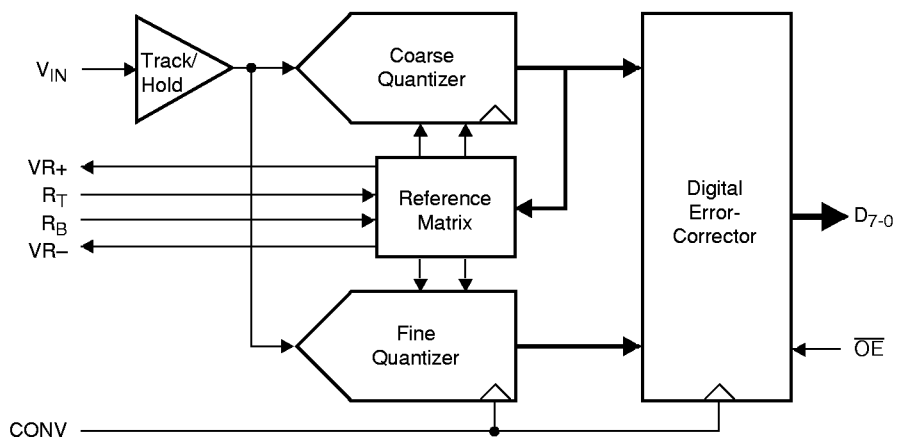 Track/
Hold
V_IN
Coarse
Quantizer
VR+
R_T
R_B
VR–
Reference
Matrix
Digital
Error-
Corrector
D_7-0
Fine
Quantizer
O̅E̅
CONV